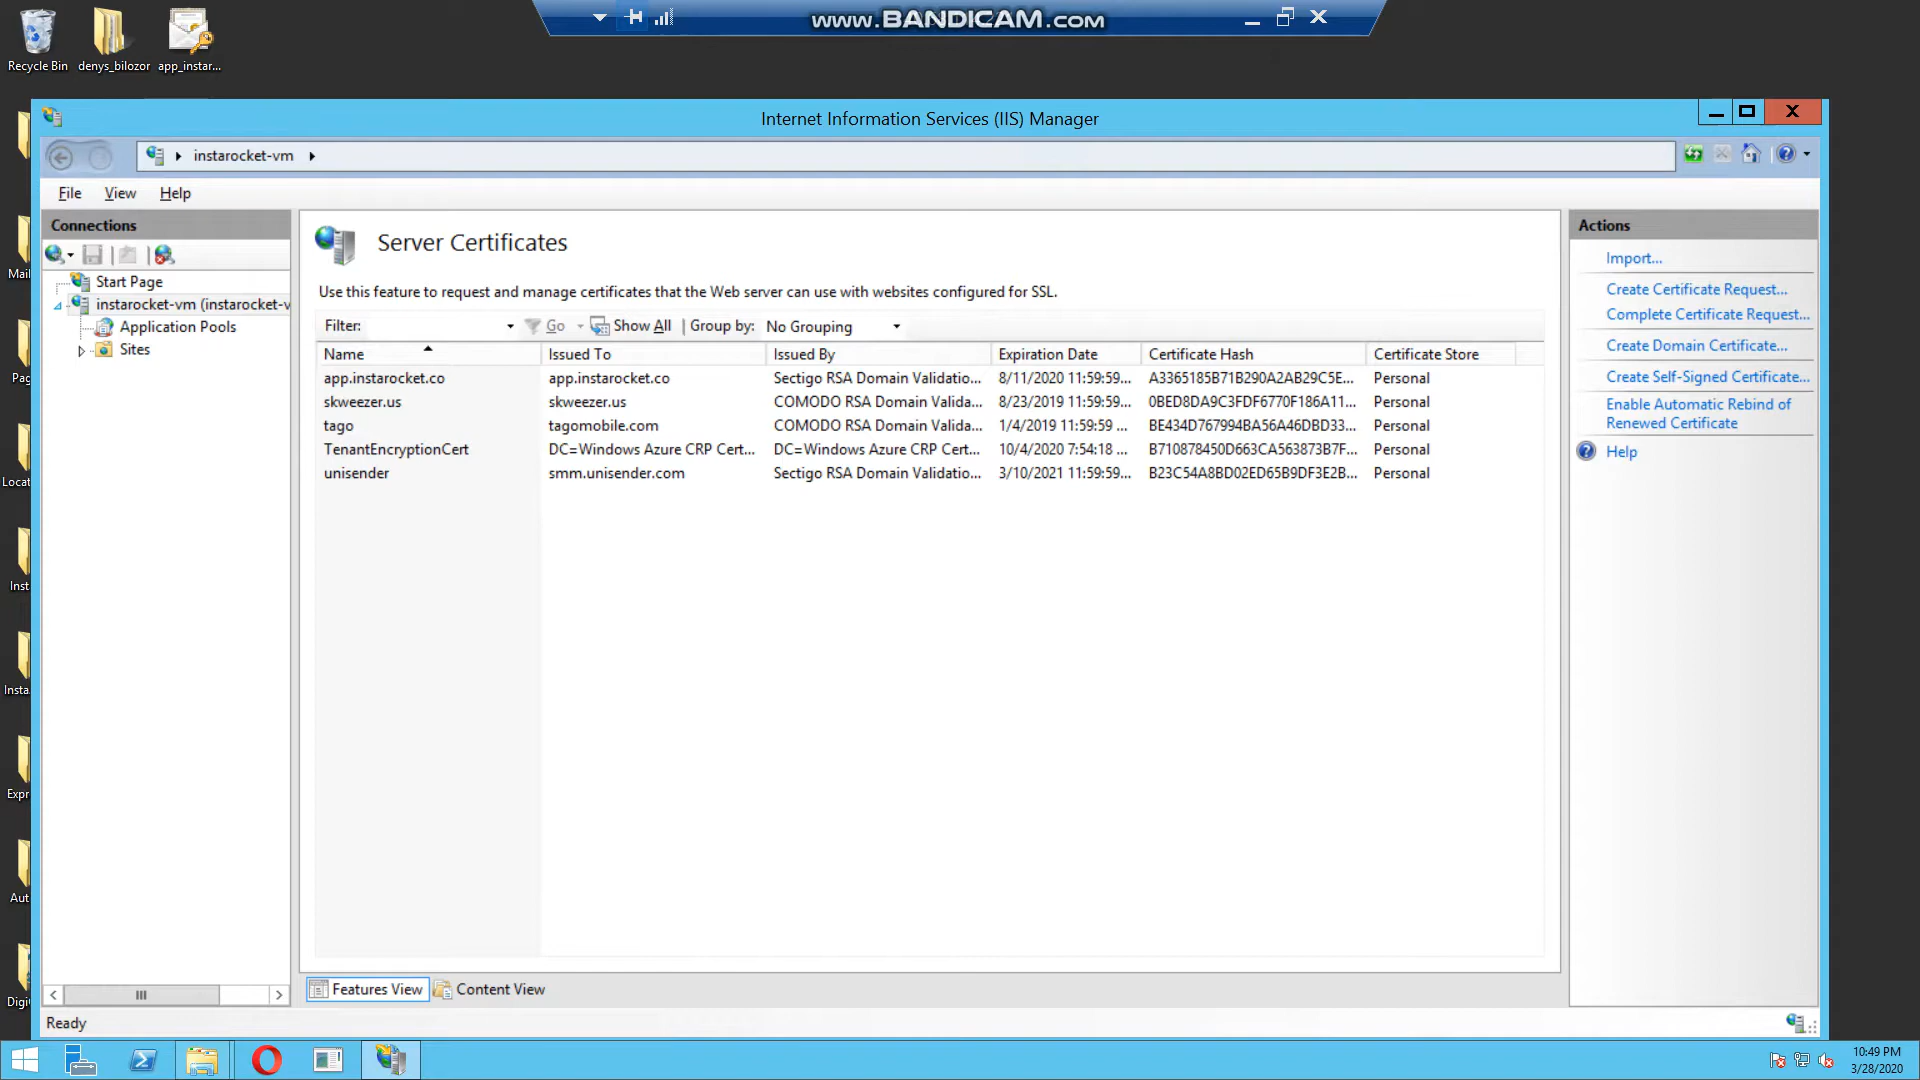 www.BANDICAM.com
Recycle Bin
denys_bilozor
app_instar...
Internet Information Services (IIS) Manager
instarocket-vm
File View Help
Connections
Start Page
instarocket-vm (instarocket-v
Application Pools
Sites
Server Certificates
Use this feature to request and manage certificates that the Web server can use with websites configured for SSL.
Filter: Go Show All Group by: No Grouping
Name Issued To Issued By Expiration Date Certificate Hash Certificate Store
app.instarocket.co app.instarocket.co Sectigo RSA Domain Validatio... 8/11/2020 11:59:59... A3365185B71B290A2AB29C5E... Personal
skweezer.us skweezer.us COMODO RSA Domain Valida... 8/23/2019 11:59:59... 0BED8DA9C3FDF6770F186A11... Personal
tago tagomobile.com COMODO RSA Domain Valida... 1/4/2019 11:59:59 ... BE434D767994BA56A46DBD33... Personal
TenantEncryptionCert DC=Windows Azure CRP Cert... DC=Windows Azure CRP Cert... 10/4/2020 7:54:18 ... B710878450D663CA563873B7F... Personal
unisender smm.unisender.com Sectigo RSA Domain Validatio... 3/10/2021 11:59:59... B23C54A8BD02ED65B9DF3E2B... Personal
Actions
Import...
Create Certificate Request...
Complete Certificate Request...
Create Domain Certificate...
Create Self-Signed Certificate...
Enable Automatic Rebind of
Renewed Certificate
Help
Mail
Pag
Locat
Inst
Insta.
Expr
Aut
Digi
Features View Content View
Ready
10:49 PM
3/28/2020